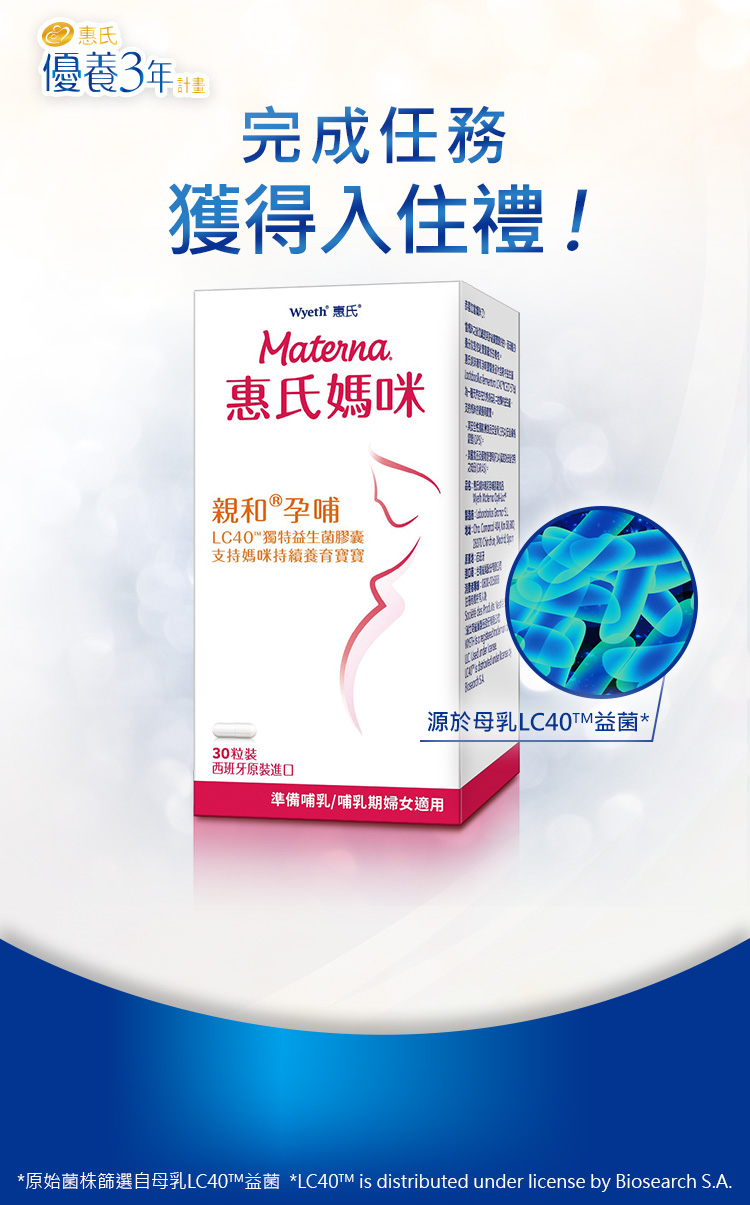 惠氏
優養3年計畫
完成任務
獲得入住禮！
Wyeth® 惠氏®
Materna.
惠氏媽咪
親和®孕哺
LC40™獨特益生菌膠囊
支持媽咪持續養育寶寶
30粒裝
西班牙原裝進口
準備哺乳/哺乳期婦女適用
源於母乳LC40TM益菌*
*原始菌株篩選自母乳LC40TM益菌 *LC40TM is distributed under license by Biosearch S.A.